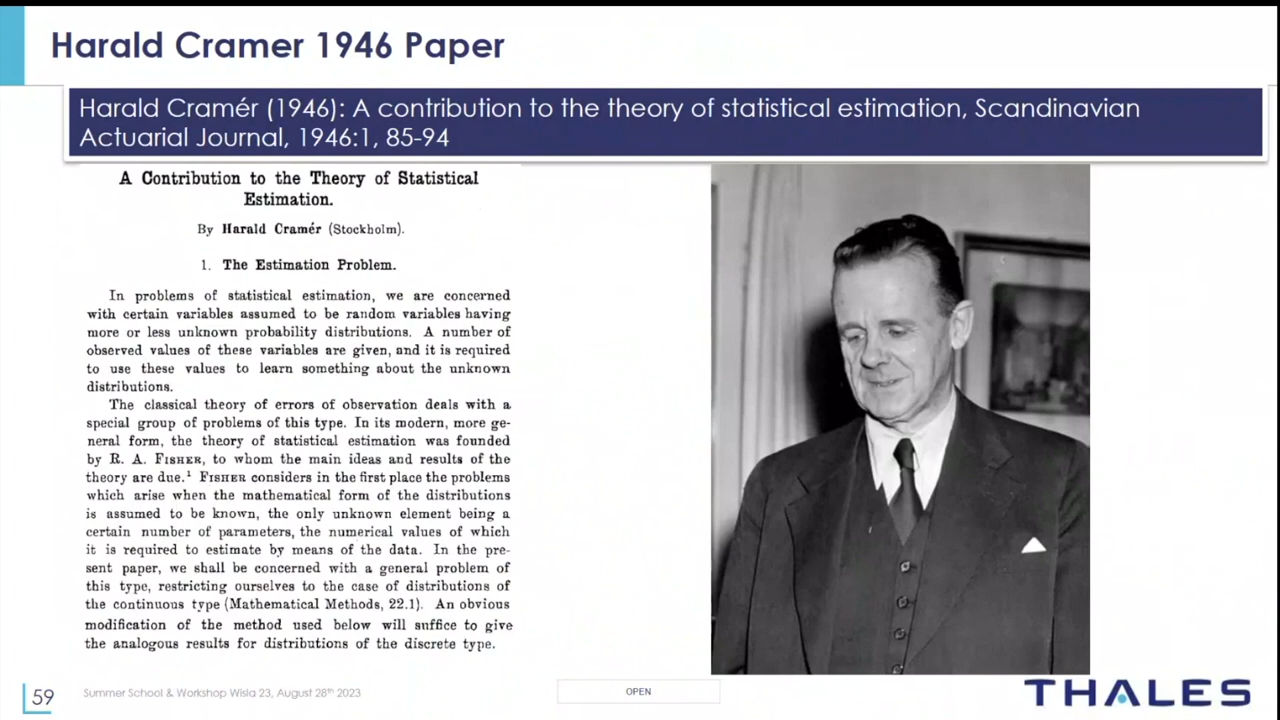 Harald Cramer 1946 Paper
Harald Cramér (1946): A contribution to the theory of statistical estimation, Scandinavian
Actuarial Journal, 1946:1, 85-94
A Contribution to the Theory of Statistical
Estimation.
By Harald Cramér (Stockholm).
1. The Estimation Problem.
In problems of statistical estimation, we are concerned
with certain variables assumed to be random variables having
more or less unknown probability distributions. A number of
observed values of these variables are given, and it is required
to use these values to learn something about the unknown
distributions.
The classical theory of errors of observation deals with a
special group of problems of this type. In its modern, more ge-
neral form, the theory of statistical estimation was founded
by R. A. FISHER, to whom the main ideas and results of the
theory are due.¹ FISHER considers in the first place the problems
which arise when the mathematical form of the distributions
is assumed to be known, the only unknown element being a
certain number of parameters, the numerical values of which
it is required to estimate by means of the data. In the pre-
sent paper, we shall be concerned with a general problem of
this type, restricting ourselves to the case of distributions of
the continuous type (Mathematical Methods, 22.1). An obvious
modification of the method used below will suffice to give
the analogous results for distributions of the discrete type.
59
Summer School & Workshop Wisla 23, August 28th 2023
OPEN
THALES